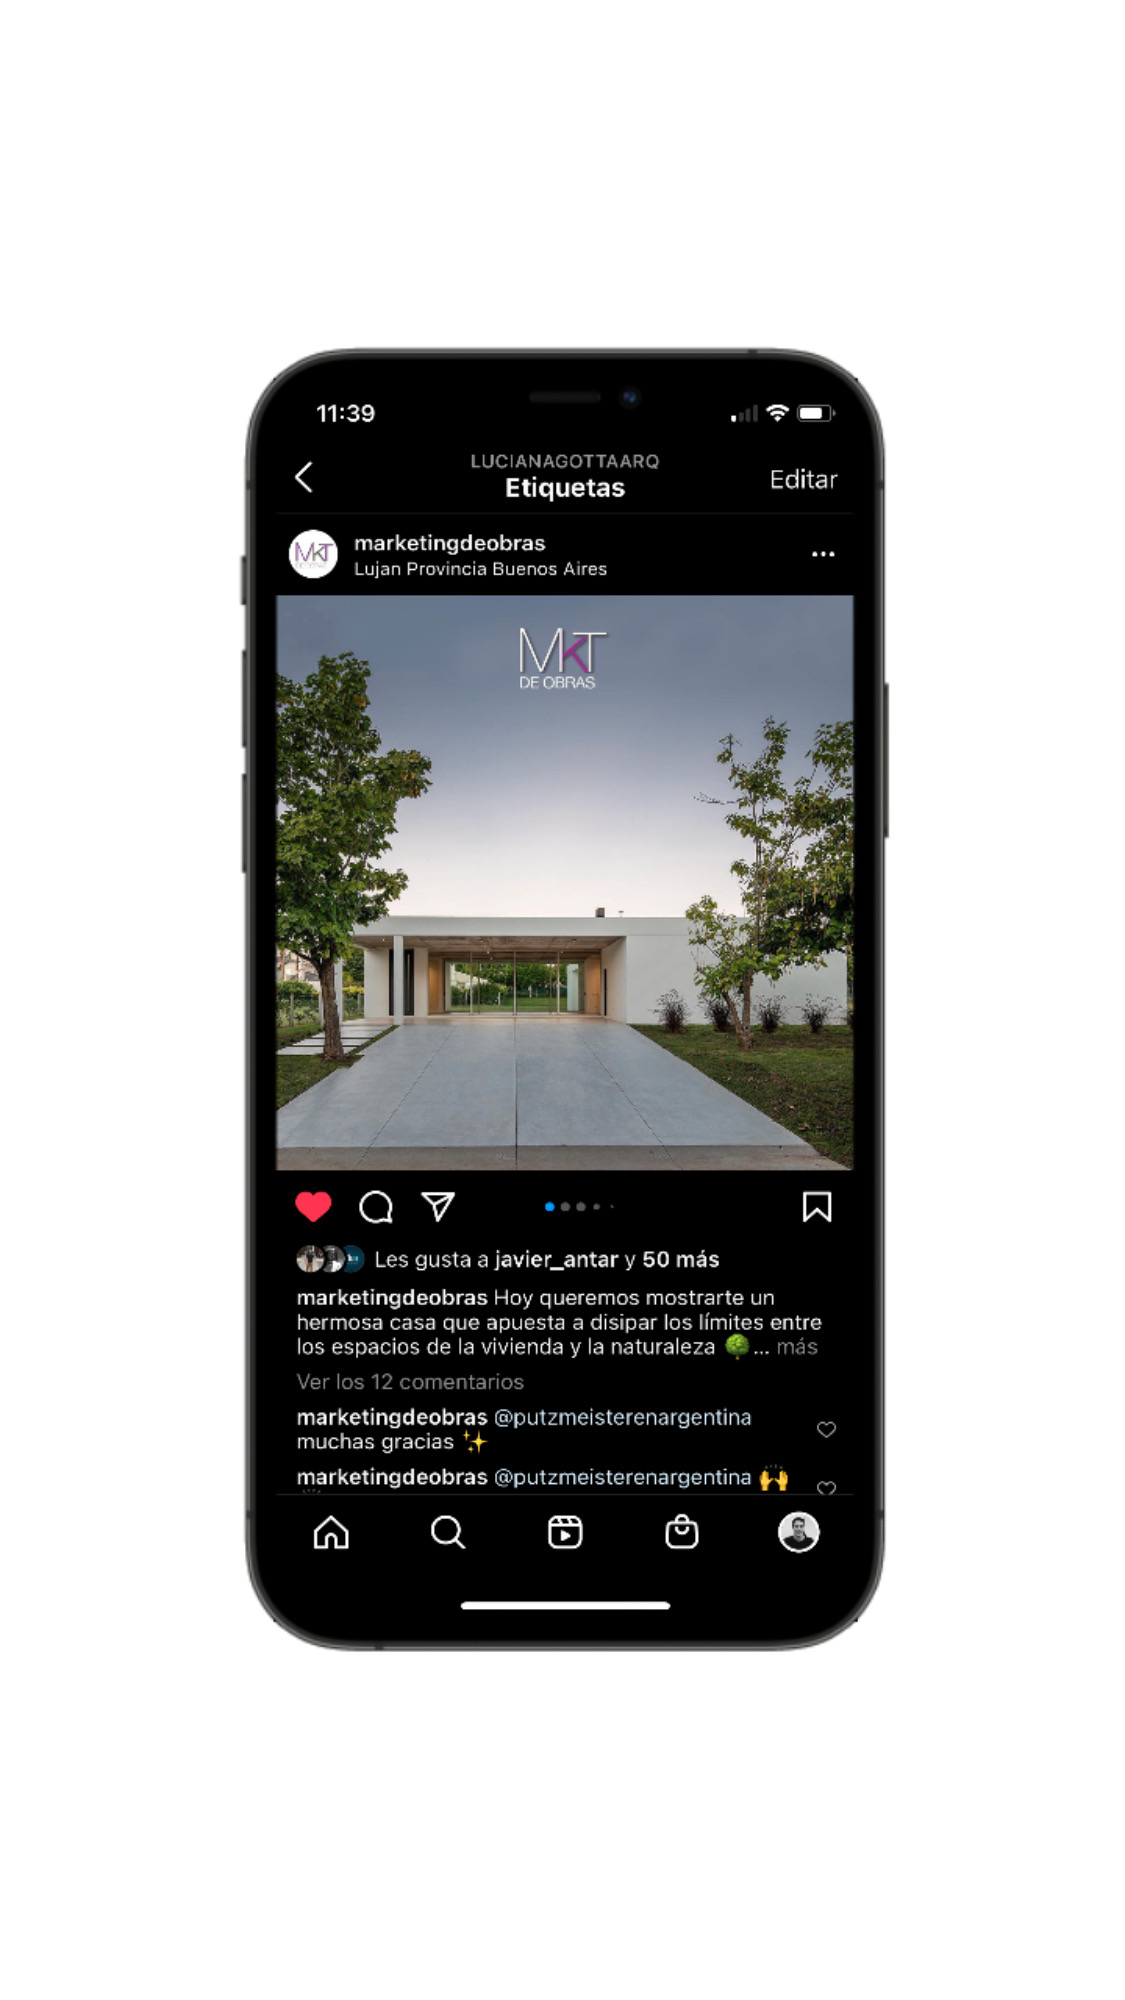 11:39
LUCIANAGOTTAARQ
Etiquetas
Editar
MKT
marketingdeobras
Lujan Provincia Buenos Aires
MKT
DE OBRAS
Les gusta a javier_antar y 50 más
marketingdeobras Hoy queremos mostrarte un
hermosa casa que apuesta a disipar los límites entre
los espacios de la vivienda y la naturaleza 🌳... más
Ver los 12 comentarios
marketingdeobras @putzmeisterenargentina
muchas gracias ✨
marketingdeobras @putzmeisterenargentina 🙌